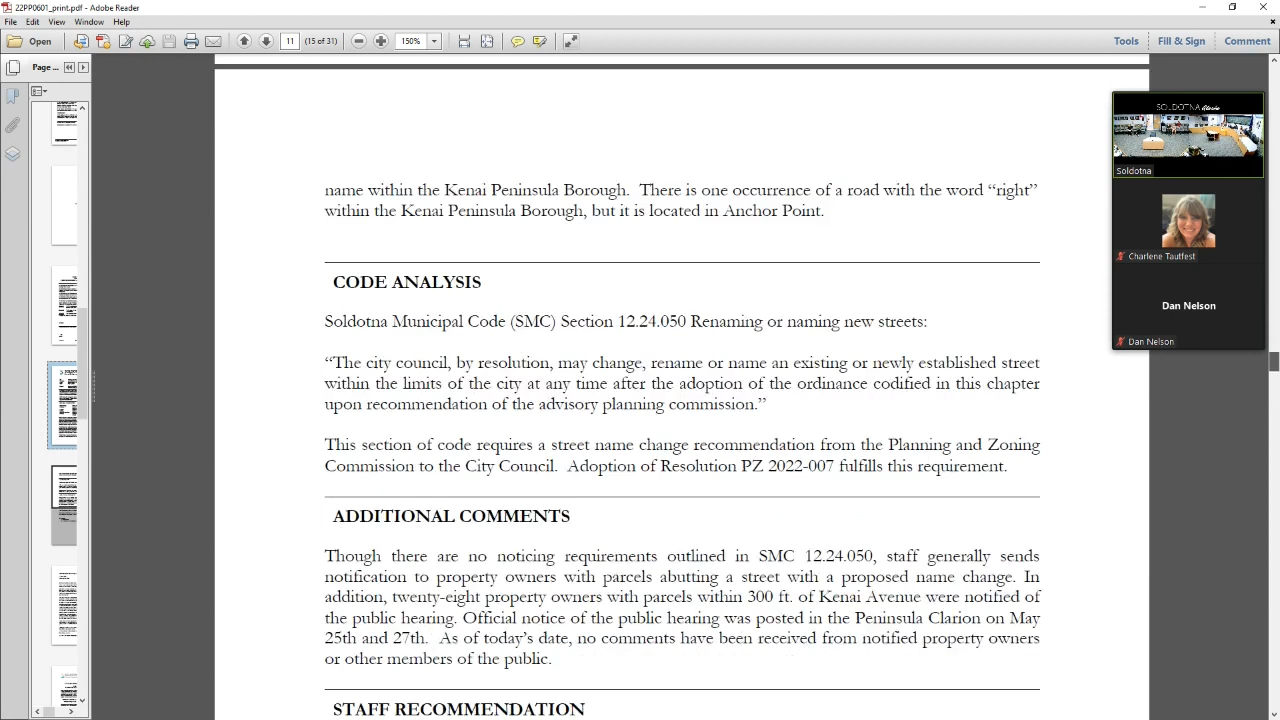 22PP0601_print.pdf - Adobe Reader
File Edit View Window Help
Open 11 (15 of 31) 150% Tools Fill & Sign Comment
Page ...
name within the Kenai Peninsula Borough. There is one occurrence of a road with the word “right”
within the Kenai Peninsula Borough, but it is located in Anchor Point.
CODE ANALYSIS
Soldotna Municipal Code (SMC) Section 12.24.050 Renaming or naming new streets:
“The city council, by resolution, may change, rename or name an existing or newly established street
within the limits of the city at any time after the adoption of the ordinance codified in this chapter
upon recommendation of the advisory planning commission.”
This section of code requires a street name change recommendation from the Planning and Zoning
Commission to the City Council. Adoption of Resolution PZ 2022-007 fulfills this requirement.
ADDITIONAL COMMENTS
Though there are no noticing requirements outlined in SMC 12.24.050, staff generally sends
notification to property owners with parcels abutting a street with a proposed name change. In
addition, twenty-eight property owners with parcels within 300 ft. of Kenai Avenue were notified of
the public hearing. Official notice of the public hearing was posted in the Peninsula Clarion on May
25th and 27th. As of today’s date, no comments have been received from notified property owners
or other members of the public.
STAFF RECOMMENDATION
SOLDOTNA Alaska
Soldotna
Charlene Tautfest
Dan Nelson
Dan Nelson